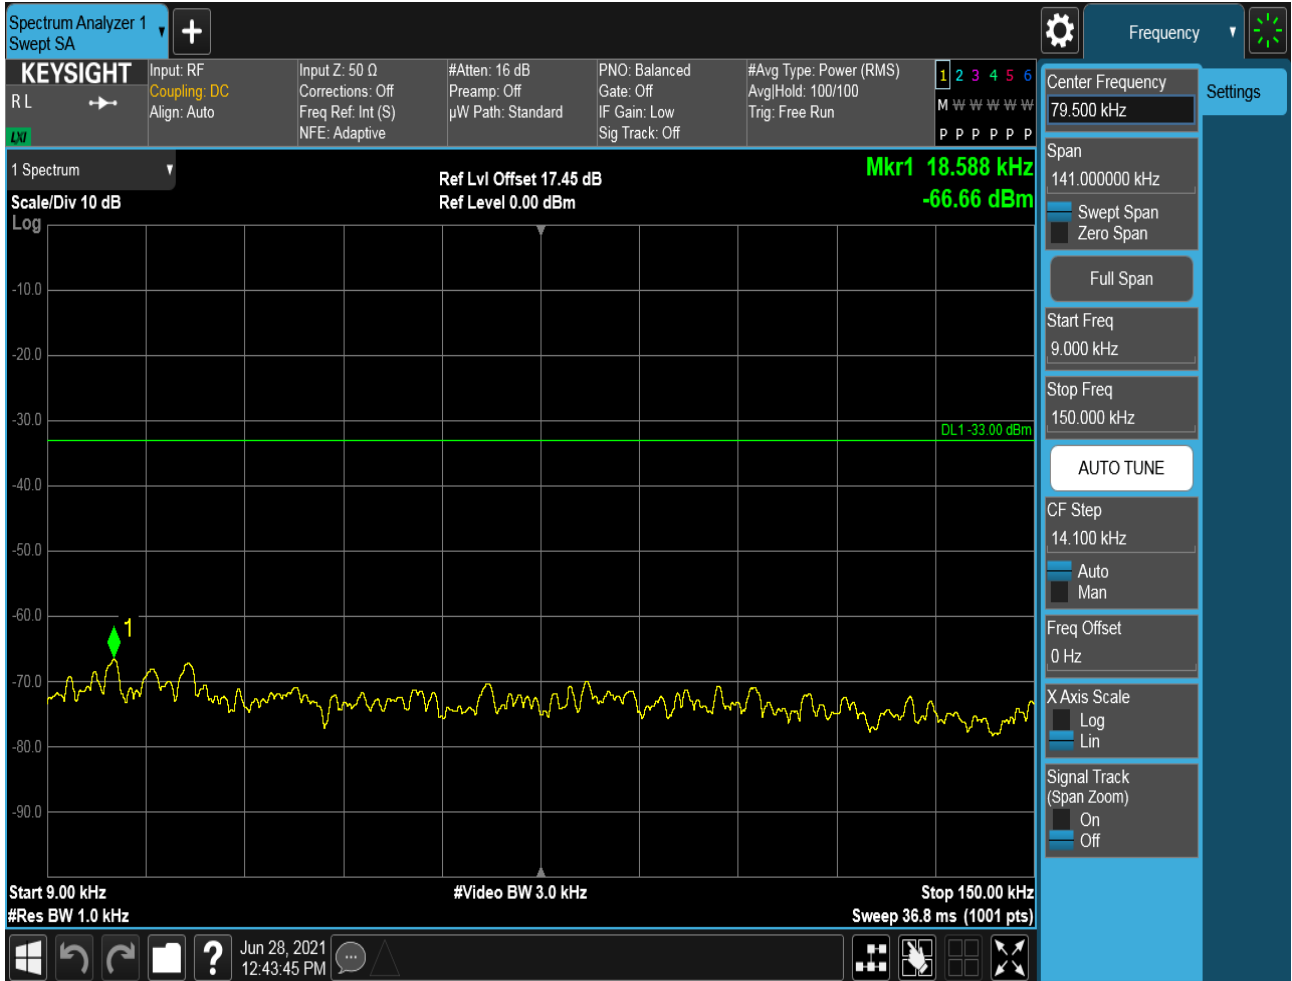 Spectrum Analyzer 1
Swept SA
+
Frequency
KEYSIGHT
R L
LXI
Input: RF
Coupling: DC
Align: Auto
Input Z: 50 Ω
Corrections: Off
Freq Ref: Int (S)
NFE: Adaptive
#Atten: 16 dB
Preamp: Off
µW Path: Standard
PNO: Balanced
Gate: Off
IF Gain: Low
Sig Track: Off
#Avg Type: Power (RMS)
Avg|Hold: 100/100
Trig: Free Run
1 2 3 4 5 6
M W W W W W
P P P P P P
1 Spectrum
Scale/Div 10 dB
Log
Ref Lvl Offset 17.45 dB
Ref Level 0.00 dBm
Mkr1 18.588 kHz
-66.66 dBm
-10.0
-20.0
-30.0
DL1 -33.00 dBm
-40.0
-50.0
-60.0
1
-70.0
-80.0
-90.0
Start 9.00 kHz
#Res BW 1.0 kHz
#Video BW 3.0 kHz
Stop 150.00 kHz
Sweep 36.8 ms (1001 pts)
Center Frequency
79.500 kHz
Settings
Span
141.000000 kHz
Swept Span
Zero Span
Full Span
Start Freq
9.000 kHz
Stop Freq
150.000 kHz
AUTO TUNE
CF Step
14.100 kHz
Auto
Man
Freq Offset
0 Hz
X Axis Scale
Log
Lin
Signal Track
(Span Zoom)
On
Off
?
Jun 28, 2021
12:43:45 PM